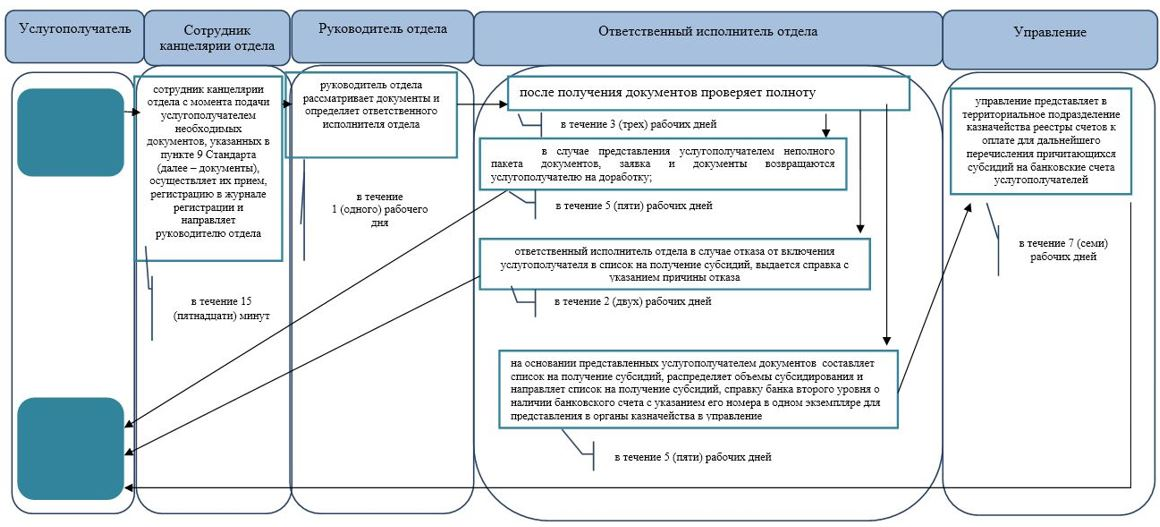 Услугополучатель
Сотрудник
канцелярии отдела
Руководитель отдела
Ответственный исполнитель отдела
Управление
сотрудник канцелярии
отдела с момента подачи
услугополучателем
необходимых
документов, указанных в
пункте 9 Стандарта
(далее – документы),
осуществляет их прием,
регистрацию в журнале
регистрации и
направляет
руководителю отдела
в течение 15
(пятнадцати) минут
руководитель отдела
рассматривает документы и
определяет ответственного
исполнителя отдела
в течение
1 (одного) рабочего
дня
после получения документов проверяет полноту
в течение 3 (трех) рабочих дней
в случае представления услугополучателем неполного
пакета документов, заявка и документы возвращаются
услугополучателю на доработку;
в течение 5 (пяти) рабочих дней
ответственный исполнитель отдела в случае отказа от включения
услугополучателя в список на получение субсидий, выдается справка с
указанием причины отказа
в течение 2 (двух) рабочих дней
на основании представленных услугополучателем документов составляет
список на получение субсидий, распределяет объемы субсидирования и
направляет список на получение субсидий, справку банка второго уровня о
наличии банковского счета с указанием его номера в одном экземпляре для
представления в органы казначейства в управление
в течение 5 (пяти) рабочих дней
управление представляет в
территориальное подразделение
казначейства реестры счетов к
оплате для дальнейшего
перечисления причитающихся
субсидий на банковские счета
услугополучателей
в течение 7 (семи)
рабочих дней